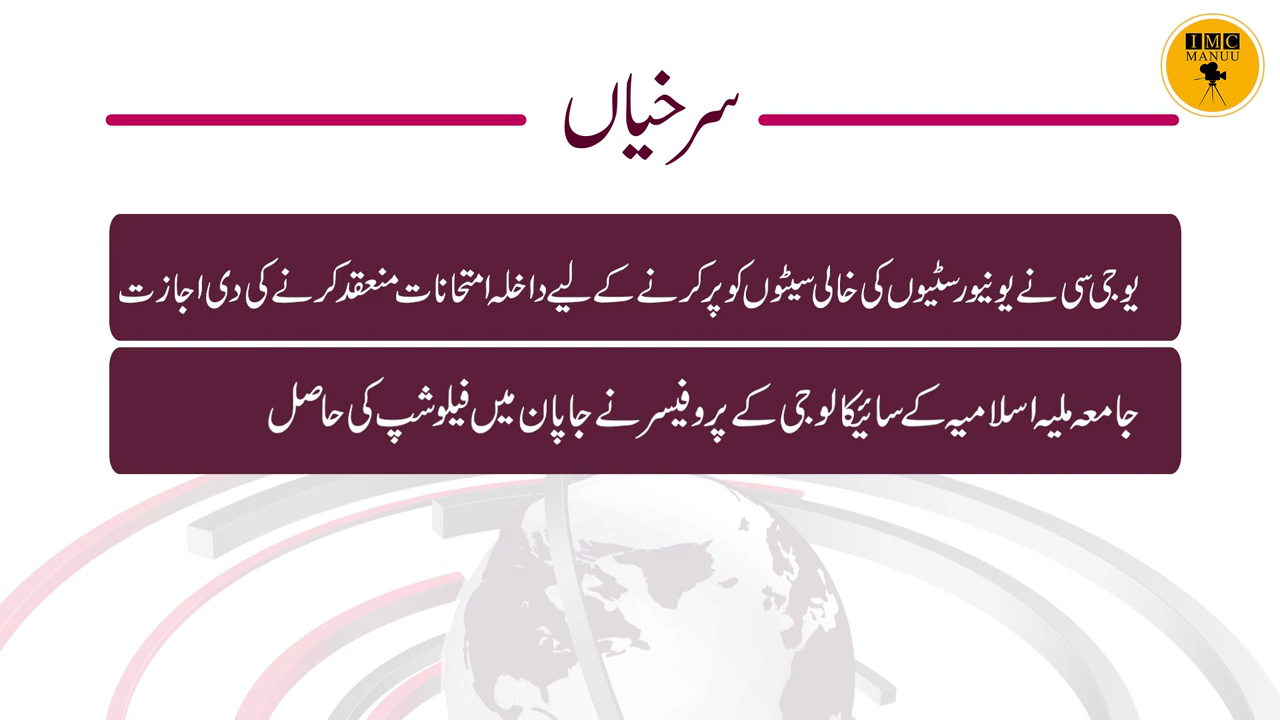 IMC
MANUU
سرخیاں
یو جی سی نے یونیورسٹیوں کی خالی سیٹوں کو پر کرنے کے لیے داخلہ امتحانات منعقد کرنے کی دی اجازت
جامعہ ملیہ اسلامیہ کے سائیکالوجی کے پروفیسر نے جاپان میں فیلوشپ کی حاصل